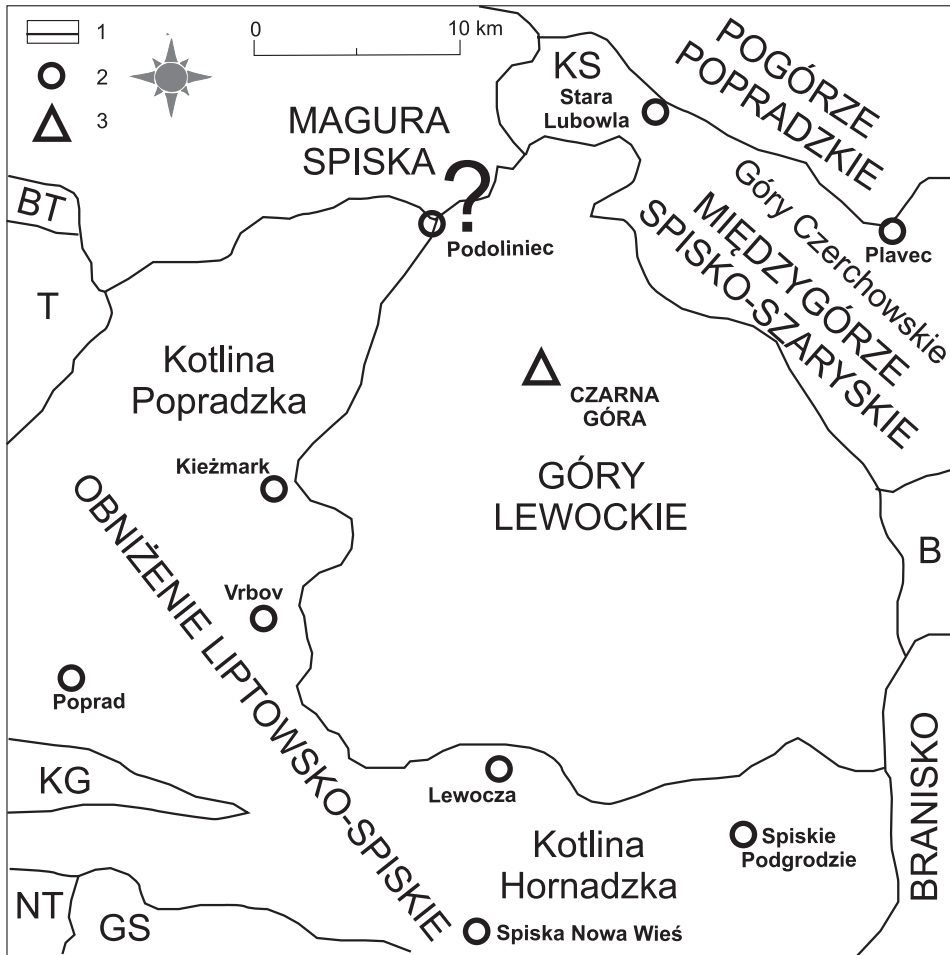 1
2
3
0
10 km
KS
Stara
Lubowla
POGÓRZE
POPRADZKIE
MAGURA
SPISKA
?
Podoliniec
BT
T
Góry Czerchowskie
MIĘDZYGÓRZE
SPISKO-SZARYSKIE
Plavec
Kotlina
Popradzka
CZARNA
GÓRA
Kieżmark
GÓRY
LEWOCKIE
OBNIŻENIE LIPTOWSKO-SPISKIE
B
Vrbov
Poprad
BRANISKO
KG
Lewocza
Kotlina
Hornadzka
Spiskie
Podgrodzie
NT
GS
Spiska Nowa Wieś